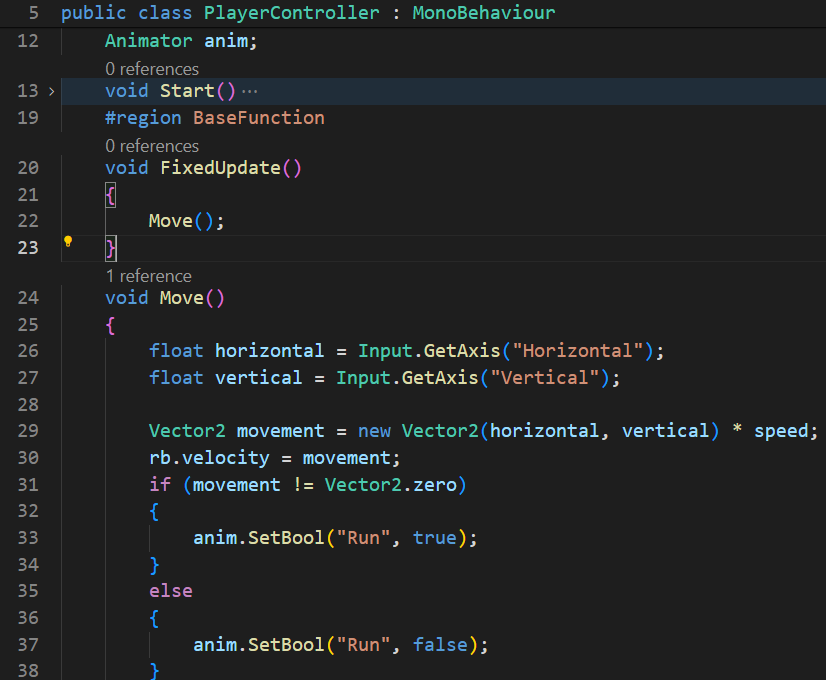 5 public class PlayerController : MonoBehaviour
12 Animator anim;
0 references
13 > void Start() ···
19 #region BaseFunction
0 references
20 void FixedUpdate()
21 {
22 Move();
23 }
1 reference
24 void Move()
25 {
26 float horizontal = Input.GetAxis("Horizontal");
27 float vertical = Input.GetAxis("Vertical");
28
29 Vector2 movement = new Vector2(horizontal, vertical) * speed;
30 rb.velocity = movement;
31 if (movement != Vector2.zero)
32 {
33 anim.SetBool("Run", true);
34 }
35 else
36 {
37 anim.SetBool("Run", false);
38 }